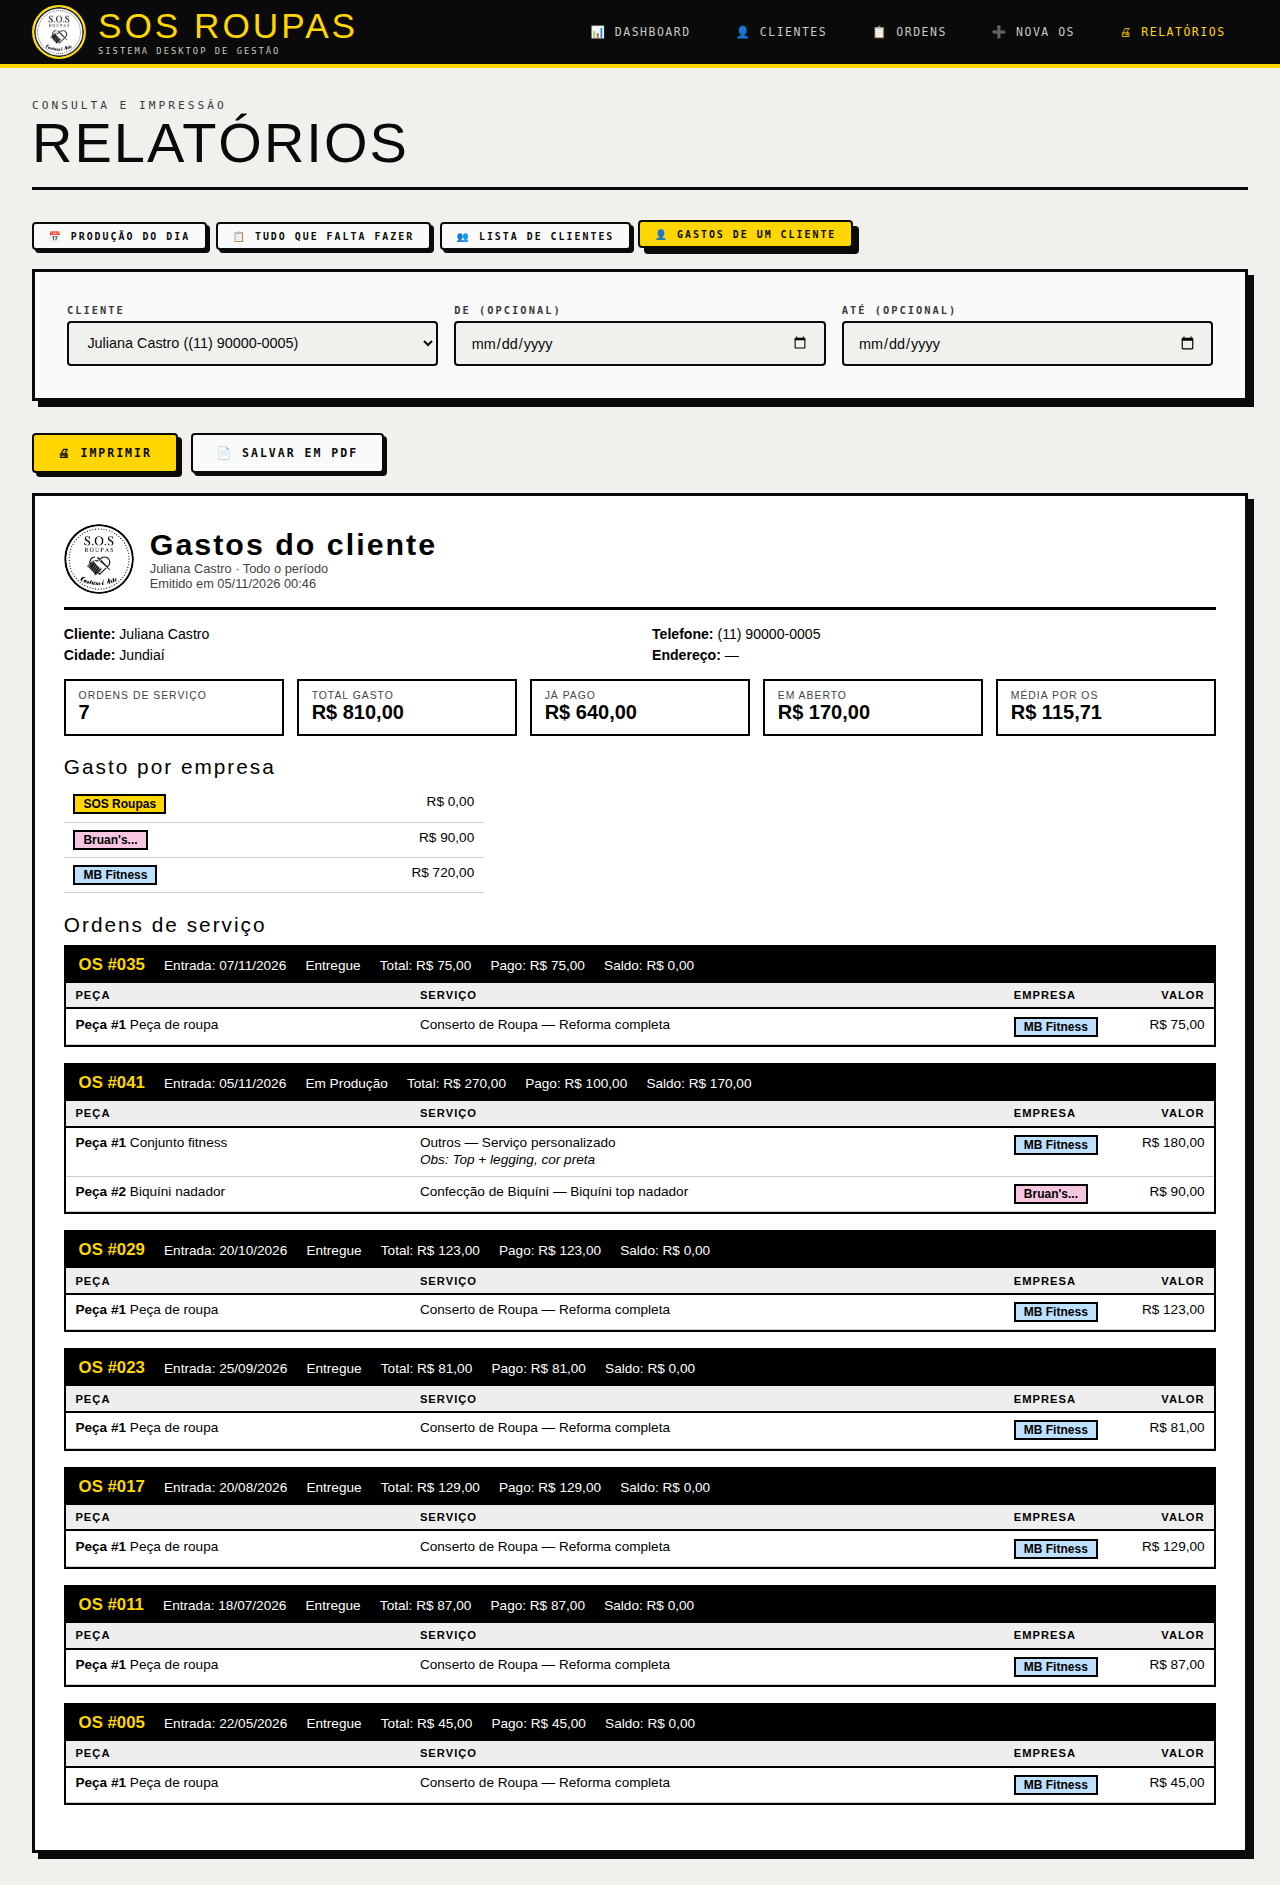 S.O.S
ROUPAS
Costura é Arte
SOS ROUPAS
SISTEMA DESKTOP DE GESTÃO
DASHBOARD
CLIENTES
ORDENS
NOVA OS
RELATÓRIOS
CONSULTA E IMPRESSÃO
RELATÓRIOS
PRODUÇÃO DO DIA
TUDO QUE FALTA FAZER
LISTA DE CLIENTES
GASTOS DE UM CLIENTE
CLIENTE DE (OPCIONAL) ATÉ (OPCIONAL)
Juliana Castro ((11) 90000-0005) mm/dd/yyyy mm/dd/yyyy
IMPRIMIR
SALVAR EM PDF
S.O.S
ROUPAS
Costura é Arte
Gastos do cliente
Juliana Castro · Todo o período
Emitido em 05/11/2026 00:46
Cliente: Juliana Castro Telefone: (11) 90000-0005
Cidade: Jundiaí Endereço: —
ORDENS DE SERVIÇO TOTAL GASTO JÁ PAGO EM ABERTO MÉDIA POR OS
7 R$ 810,00 R$ 640,00 R$ 170,00 R$ 115,71
Gasto por empresa
SOS Roupas R$ 0,00
Bruan's... R$ 90,00
MB Fitness R$ 720,00
Ordens de serviço
OS #035 Entrada: 07/11/2026 Entregue Total: R$ 75,00 Pago: R$ 75,00 Saldo: R$ 0,00
PEÇA SERVIÇO EMPRESA VALOR
Peça #1 Peça de roupa Conserto de Roupa — Reforma completa MB Fitness R$ 75,00
OS #041 Entrada: 05/11/2026 Em Produção Total: R$ 270,00 Pago: R$ 100,00 Saldo: R$ 170,00
PEÇA SERVIÇO EMPRESA VALOR
Peça #1 Conjunto fitness Outros — Serviço personalizado MB Fitness R$ 180,00
Obs: Top + legging, cor preta
Peça #2 Biquíni nadador Confecção de Biquíni — Biquíni top nadador Bruan's... R$ 90,00
OS #029 Entrada: 20/10/2026 Entregue Total: R$ 123,00 Pago: R$ 123,00 Saldo: R$ 0,00
PEÇA SERVIÇO EMPRESA VALOR
Peça #1 Peça de roupa Conserto de Roupa — Reforma completa MB Fitness R$ 123,00
OS #023 Entrada: 25/09/2026 Entregue Total: R$ 81,00 Pago: R$ 81,00 Saldo: R$ 0,00
PEÇA SERVIÇO EMPRESA VALOR
Peça #1 Peça de roupa Conserto de Roupa — Reforma completa MB Fitness R$ 81,00
OS #017 Entrada: 20/08/2026 Entregue Total: R$ 129,00 Pago: R$ 129,00 Saldo: R$ 0,00
PEÇA SERVIÇO EMPRESA VALOR
Peça #1 Peça de roupa Conserto de Roupa — Reforma completa MB Fitness R$ 129,00
OS #011 Entrada: 18/07/2026 Entregue Total: R$ 87,00 Pago: R$ 87,00 Saldo: R$ 0,00
PEÇA SERVIÇO EMPRESA VALOR
Peça #1 Peça de roupa Conserto de Roupa — Reforma completa MB Fitness R$ 87,00
OS #005 Entrada: 22/05/2026 Entregue Total: R$ 45,00 Pago: R$ 45,00 Saldo: R$ 0,00
PEÇA SERVIÇO EMPRESA VALOR
Peça #1 Peça de roupa Conserto de Roupa — Reforma completa MB Fitness R$ 45,00